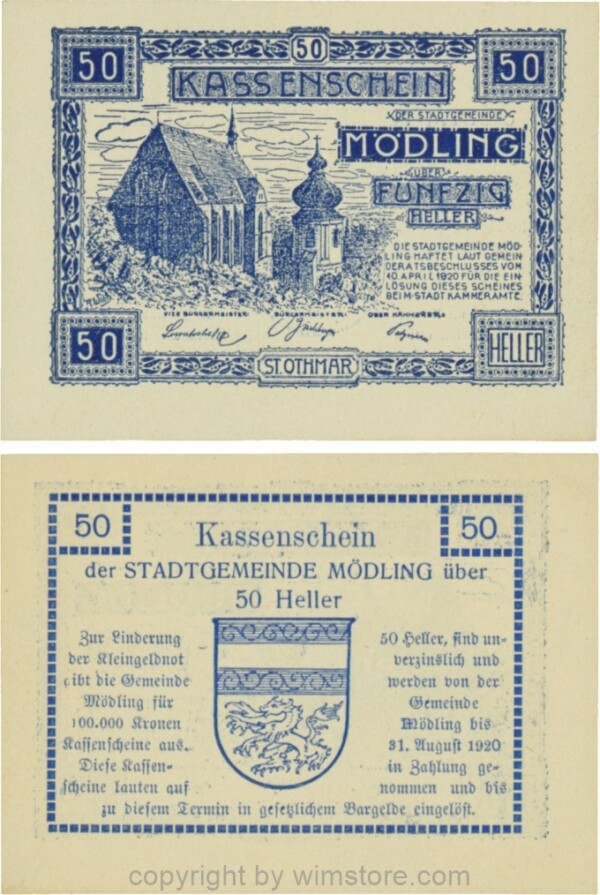 50
50
50
KASSENSCHEIN
DER STADTGEMEINDE
MÖDLING
ÜBER
FÜNFZIG
HELLER
DIE STADTGEMEINDE MÖD-
LING HAFTET LAUT GEMEIN
DERATSBESCHLUSSES VOM
10. APRIL 1920 FÜR DIE EIN-
LÖSUNG DIESES SCHEINES
BEIM STADTKAMMERAMTE.
VICE BÜRGERMEISTER
BÜRGERMEISTER
OBER KÄMMERER
50
ST. OTHMAR
HELLER
50
50
Kassenschein
der STADTGEMEINDE MÖDLING über
50 Heller
Zur Linderung
der Kleingeldnot
ibt die Gemeinde
Mödling für
100.000 Kronen
Kassenscheine aus.
Diese Kassen-
scheine lauten auf
50 Heller, sind un-
verzinslich und
werden von der
Gemeinde
Mödling bis
31. August 1920
in Zahlung ge-
nommen und bis
zu diesem Termin in gesetzlichem Bargelde eingelöst.
copyright by wimstore.com